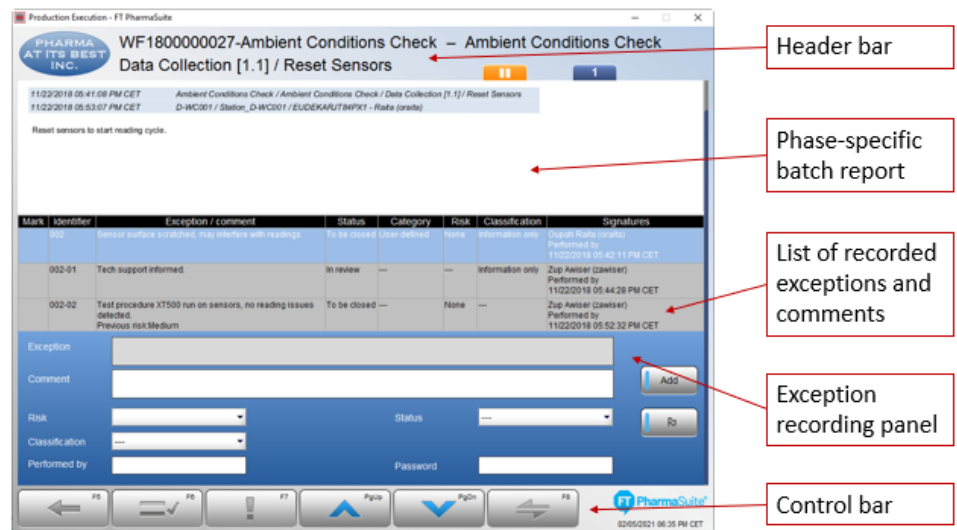 Production Execution - FT PharmaSuite
PHARMA
AT ITS BEST
INC.
WF1800000027-Ambient Conditions Check – Ambient Conditions Check
Data Collection [1.1] / Reset Sensors
1
11/22/2018 05:41:08 PM CET Ambient Conditions Check / Ambient Conditions Check / Data Collection [1.1] / Reset Sensors
11/22/2018 05:53:07 PM CET D-WC001 / Station_D-WC001 / EUDEKARUT84PX1 - Raita (oraita)
Reset sensors to start reading cycle.
Mark Identifier Exception / comment Status Category Risk Classification Signatures
002 Sensor surface scratched, may interfere with readings. To be closed User-defined None Information only Oupah Raita (oraita)
Performed by
11/22/2018 05:42:11 PM CET
002-01 Tech support informed. In review --- --- Information only Zup Awiser (zawiser)
Performed by
11/22/2018 05:44:28 PM CET
002-02 Test procedure XT500 run on sensors, no reading issues To be closed --- None --- Zup Awiser (zawiser)
detected. Performed by
Previous risk:Medium 11/22/2018 05:52:32 PM CET
Exception
Comment
Add
Risk Status ---
Classification ---
Performed by Password
F5 F6 F7 PgUp PgDn F8
PharmaSuite
02/05/2021 06:35 PM CET
Header bar
Phase-specific
batch report
List of recorded
exceptions and
comments
Exception
recording panel
Control bar